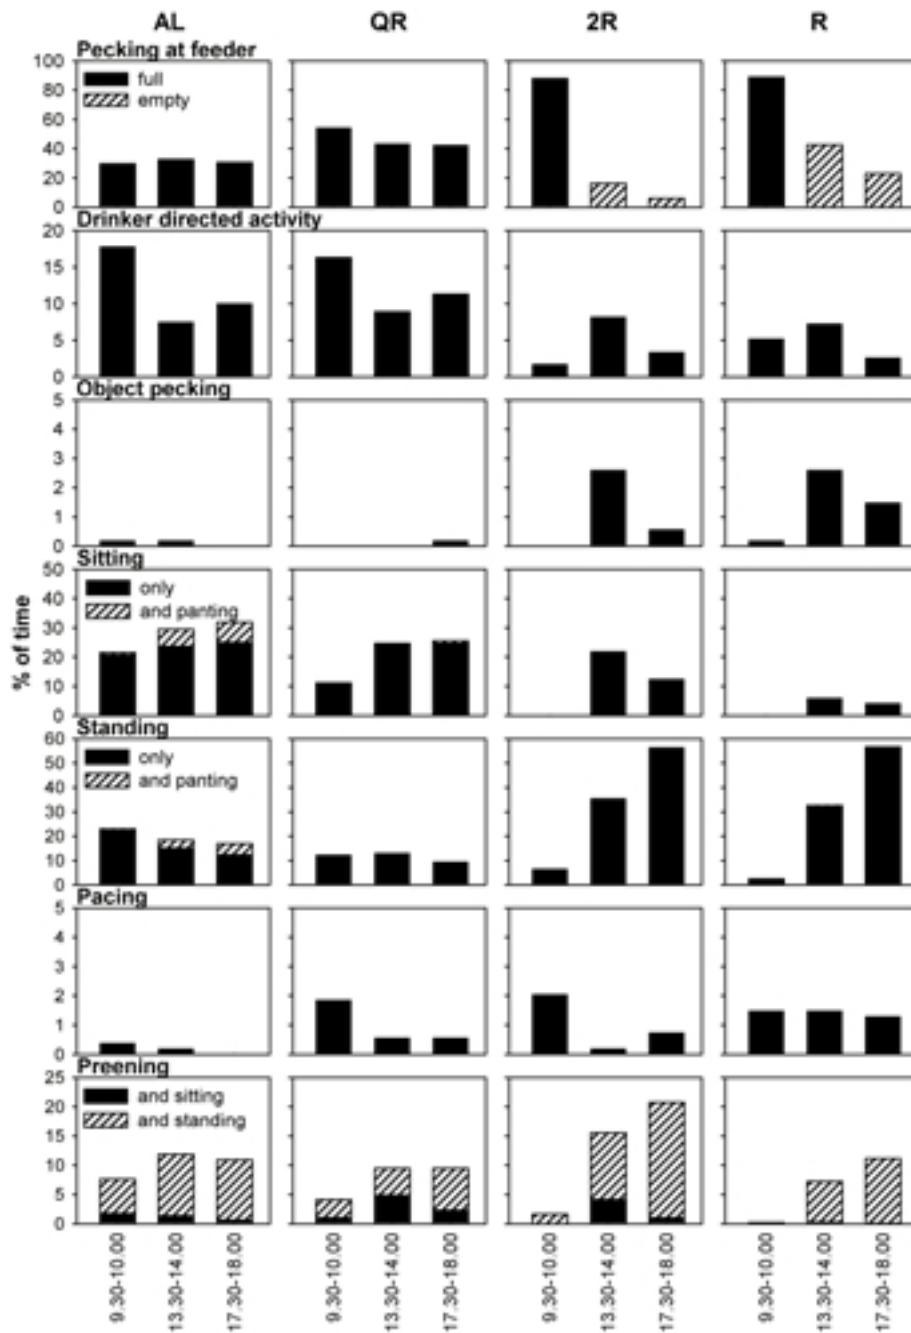 AL QR 2R R
Pecking at feeder
100
80
60
40
20
0
full
empty
Drinker directed activity
20
15
10
5
0
Object pecking
5
4
3
2
1
0
Sitting
50
40
30
20
10
0
only
and panting
% of time
Standing
60
50
40
30
20
10
0
only
and panting
Pacing
5
4
3
2
1
0
Preening
25
20
15
10
5
0
and sitting
and standing
9.30-10.00 13.30-14.00 17.30-18.00 9.30-10.00 13.30-14.00 17.30-18.00 9.30-10.00 13.30-14.00 17.30-18.00 9.30-10.00 13.30-14.00 17.30-18.00